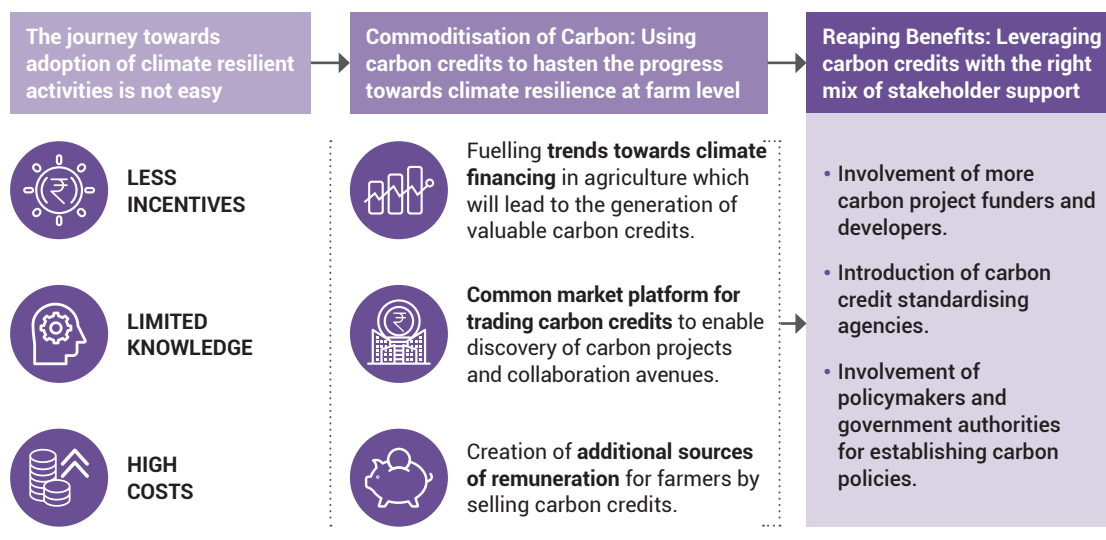 The journey towards
adoption of climate resilient
activities is not easy
Commoditisation of Carbon: Using
carbon credits to hasten the progress
towards climate resilience at farm level
Reaping Benefits: Leveraging
carbon credits with the right
mix of stakeholder support
₹
LESS
INCENTIVES
LIMITED
KNOWLEDGE
HIGH
COSTS
Fuelling trends towards climate
financing in agriculture which
will lead to the generation of
valuable carbon credits.
₹
Common market platform for
trading carbon credits to enable
discovery of carbon projects
and collaboration avenues.
Creation of additional sources
of remuneration for farmers by
selling carbon credits.
• Involvement of more
carbon project funders and
developers.
• Introduction of carbon
credit standardising
agencies.
• Involvement of
policymakers and
government authorities
for establishing carbon
policies.